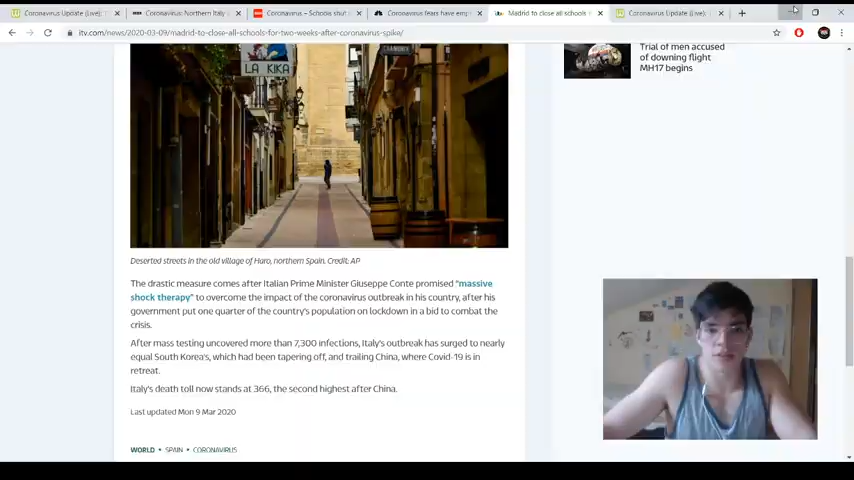 Coronavirus Update (Live):
Coronavirus: Northern Italy
Coronavirus – Schools shut
Coronavirus fears have emp
Madrid to close all schools
Coronavirus Update (Live):
itv.com/news/2020-03-09/madrid-to-close-all-schools-for-two-weeks-after-coronavirus-spike/
LA KIKA
Trial of men accused
of downing flight
MH17 begins
Deserted streets in the old village of Haro, northern Spain. Credit: AP
The drastic measure comes after Italian Prime Minister Giuseppe Conte promised "massive
shock therapy" to overcome the impact of the coronavirus outbreak in his country, after his
government put one quarter of the country's population on lockdown in a bid to combat the
crisis.
After mass testing uncovered more than 7,300 infections, Italy's outbreak has surged to nearly
equal South Korea's, which had been tapering off, and trailing China, where Covid-19 is in
retreat.
Italy's death toll now stands at 366, the second highest after China.
Last updated Mon 9 Mar 2020
WORLD • SPAIN • CORONAVIRUS